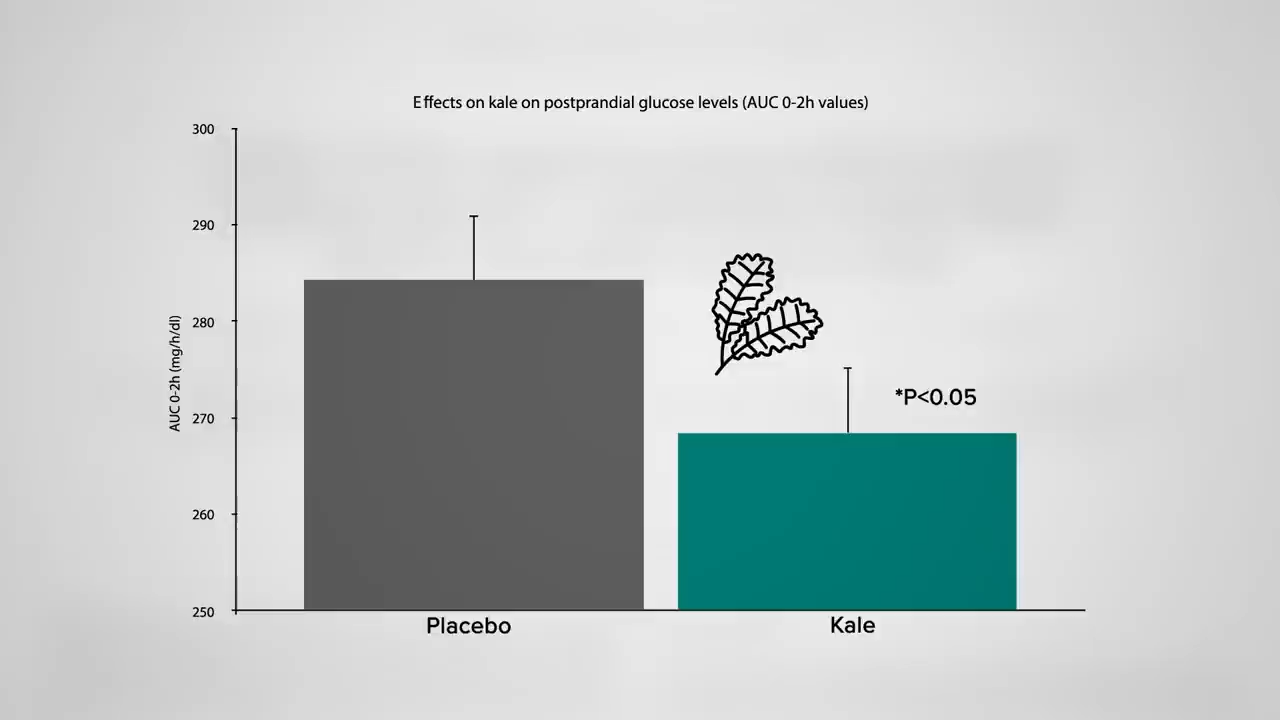 Effects on kale on postprandial glucose levels (AUC 0-2h values)
300
290
280
270
260
250
AUC 0-2h (mg/h/dl)
*P<0.05
Placebo
Kale